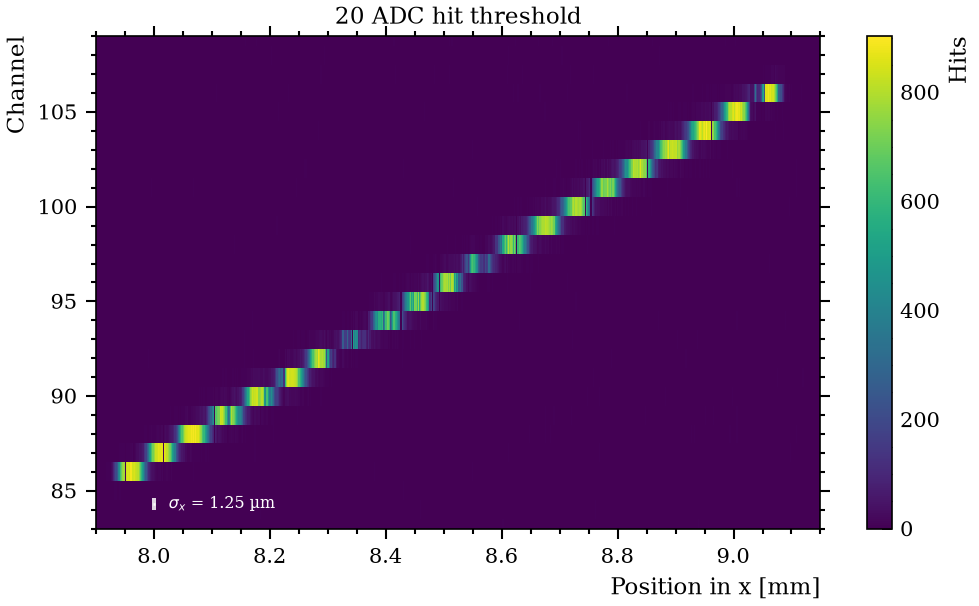 20 ADC hit threshold
Channel
Hits
105
100
95
90
85
800
600
400
200
0
σₓ = 1.25 µm
8.0 8.2 8.4 8.6 8.8 9.0
Position in x [mm]